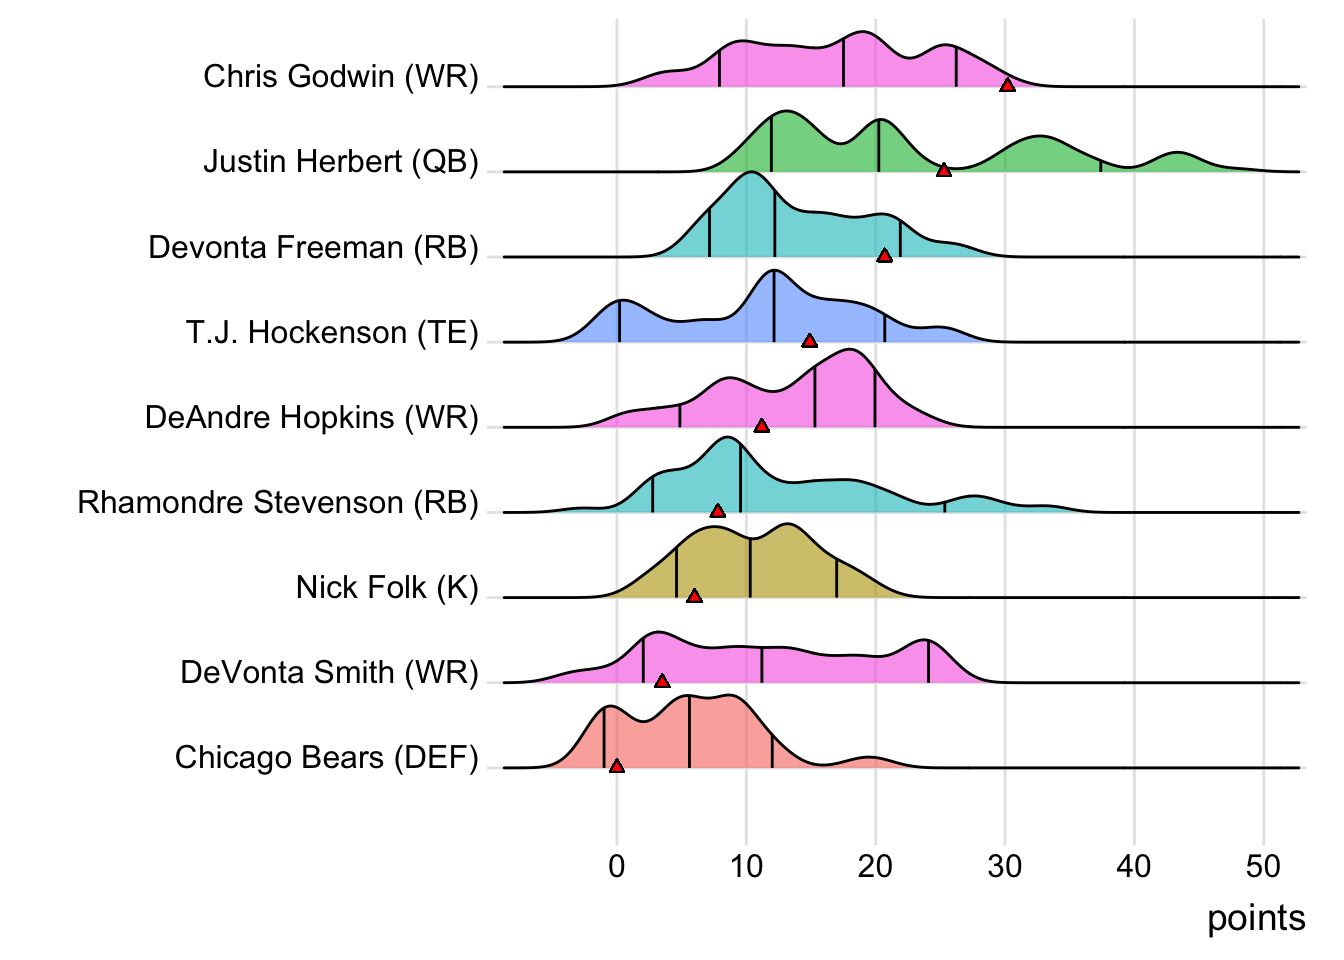 Chris Godwin (WR)
Justin Herbert (QB)
Devonta Freeman (RB)
T.J. Hockenson (TE)
DeAndre Hopkins (WR)
Rhamondre Stevenson (RB)
Nick Folk (K)
DeVonta Smith (WR)
Chicago Bears (DEF)
0 10 20 30 40 50
points